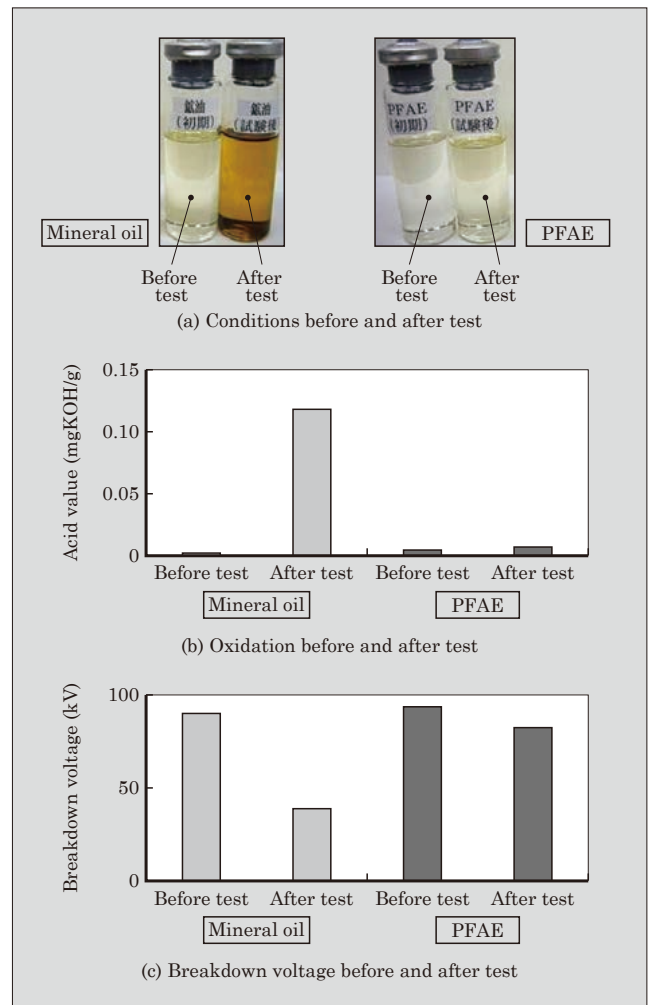 鉱油
(初期)
鉱油
(試験後)
PFAE
(初期)
PFAE
(試験後)
Mineral oil
PFAE
Before
test
After
test
Before
test
After
test
(a) Conditions before and after test
Acid value (mgKOH/g)
0.15
0.10
0.05
0
Before test After test Before test After test
Mineral oil PFAE
(b) Oxidation before and after test
Breakdown voltage (kV)
100
50
0
Before test After test Before test After test
Mineral oil PFAE
(c) Breakdown voltage before and after test